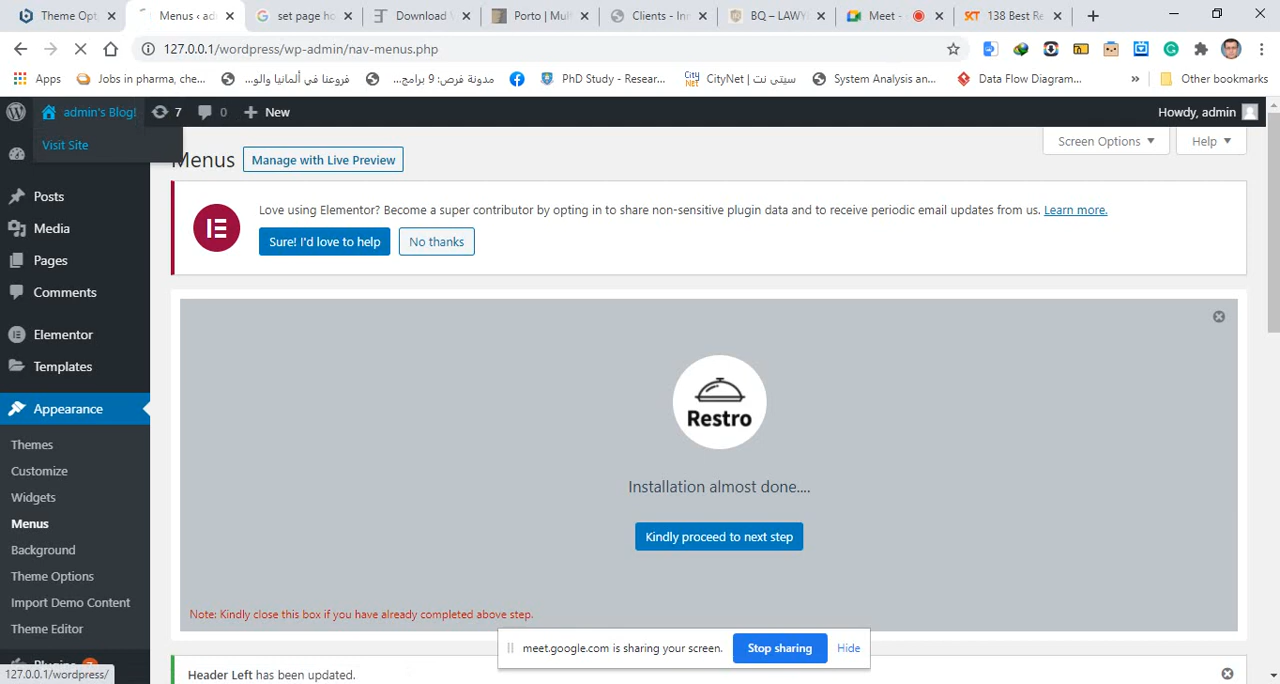 Theme Opt
Menus ‹ adm
set page ho
Download V
Porto | Mult
Clients - Inn
BQ – LAWY
Meet -
SKT
138 Best Re
127.0.0.1/wordpress/wp-admin/nav-menus.php
Apps
Jobs in pharma, che...
فروعنا في ألمانيا والو...
مدونة فرص: 9 برامج...
PhD Study - Resear...
CityNet | سيتى نت
System Analysis an...
Data Flow Diagram...
»
Other bookmarks
admin's Blog!
7
0
New
Howdy, admin
Visit Site
Menus
Manage with Live Preview
Screen Options
Help
Posts
Media
Pages
Comments
Elementor
Templates
Appearance
Themes
Customize
Widgets
Menus
Background
Theme Options
Import Demo Content
Theme Editor
Plugins
Love using Elementor? Become a super contributor by opting in to share non-sensitive plugin data and to receive periodic email updates from us. Learn more.
Sure! I'd love to help
No thanks
Restro
Installation almost done....
Kindly proceed to next step
Note: Kindly close this box if you have already completed above step.
meet.google.com is sharing your screen.
Stop sharing
Hide
Header Left has been updated.
127.0.0.1/wordpress/